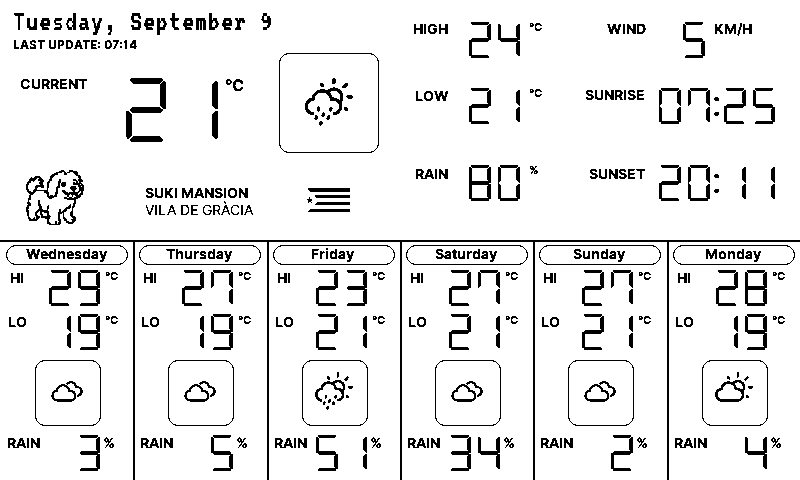 Tuesday, September 9
LAST UPDATE: 07:14
CURRENT 21 °C
HIGH 24 °C
WIND 5 KM/H
LOW 21 °C
SUNRISE 07:25
RAIN 80 %
SUNSET 20:11
SUKI MANSION
VILA DE GRÀCIA
Wednesday
HI 29 °C
LO 19 °C
RAIN 3 %
Thursday
HI 27 °C
LO 19 °C
RAIN 5 %
Friday
HI 23 °C
LO 21 °C
RAIN 51 %
Saturday
HI 27 °C
LO 21 °C
RAIN 34 %
Sunday
HI 27 °C
LO 21 °C
RAIN 2 %
Monday
HI 28 °C
LO 19 °C
RAIN 4 %